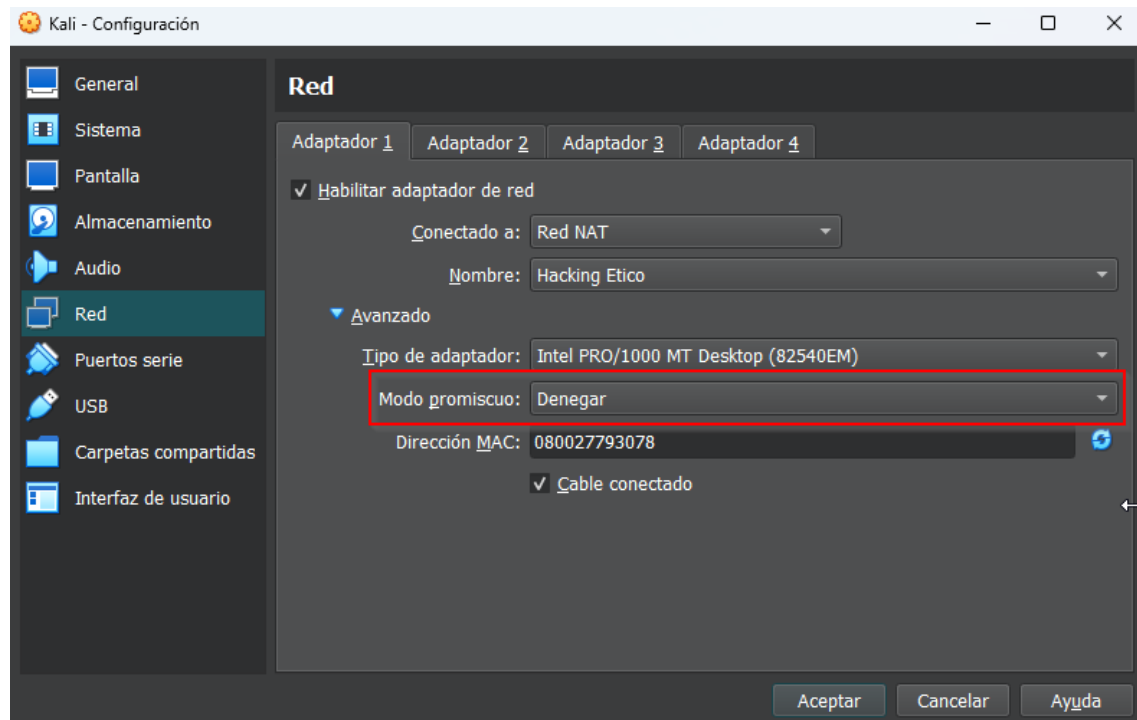 Kali - Configuración
General
Sistema
Pantalla
Almacenamiento
Audio
Red
Puertos serie
USB
Carpetas compartidas
Interfaz de usuario
Red
Adaptador 1 Adaptador 2 Adaptador 3 Adaptador 4
Habilitar adaptador de red
Conectado a: Red NAT
Nombre: Hacking Etico
Avanzado
Tipo de adaptador: Intel PRO/1000 MT Desktop (82540EM)
Modo promiscuo: Denegar
Dirección MAC: 080027793078
Cable conectado
Aceptar Cancelar Ayuda